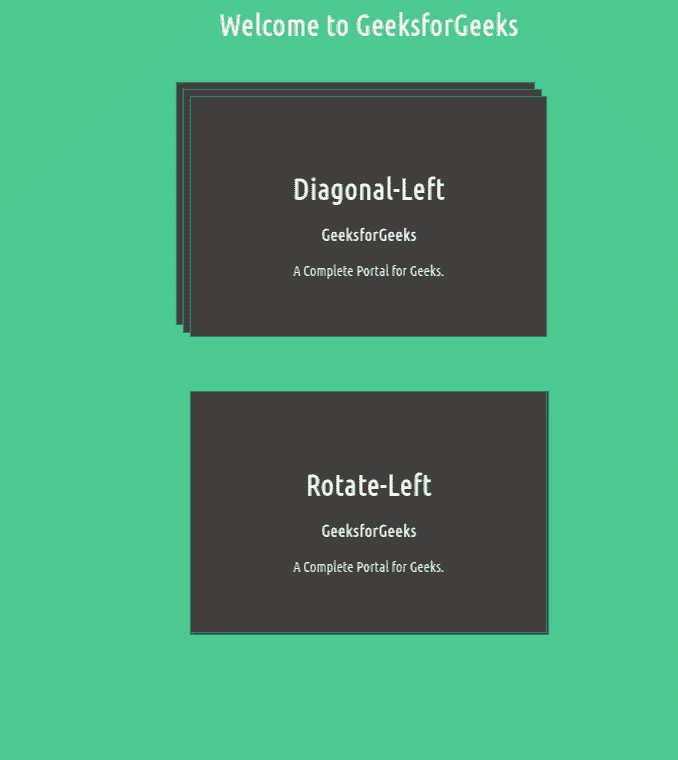 Welcome to GeeksforGeeks
Diagonal-Left
GeeksforGeeks
A Complete Portal for Geeks.
Rotate-Left
GeeksforGeeks
A Complete Portal for Geeks.